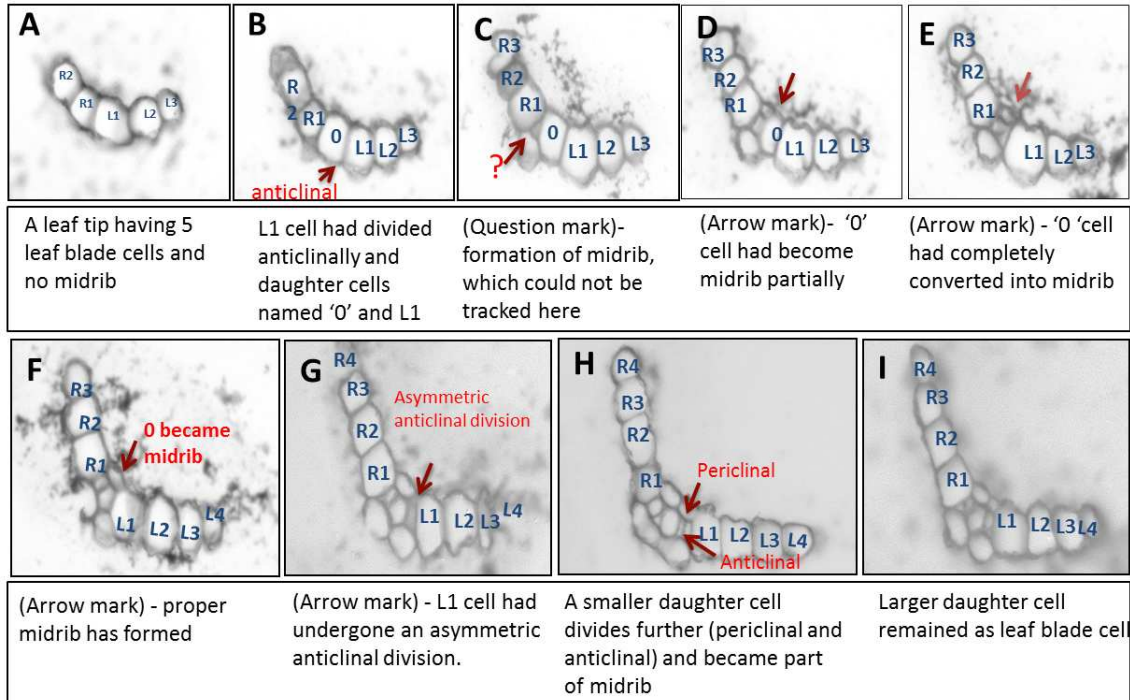 A
R2
R1
L1
L2
L3
B
R
2
R1
0
L1
L2
L3
anticlinal
C
R3
R2
R1
0
L1
L2
L3
?
D
R3
R2
R1
0
L1
L2
L3
E
R3
R2
R1
L1
L2
L3
A leaf tip having 5
leaf blade cells and
no midrib
L1 cell had divided
anticlinally and
daughter cells
named ‘0’ and L1
(Question mark)-
formation of midrib,
which could not be
tracked here
(Arrow mark)- ‘0’
cell had become
midrib partially
(Arrow mark) - ‘0 ‘cell
had completely
converted into midrib
F
R3
R2
R1
0 became
midrib
L1
L2
L3
L4
G
R4
R3
R2
R1
Asymmetric
anticlinal division
L1
L2
L3
L4
H
R4
R3
R2
R1
Periclinal
L1
L2
L3
L4
Anticlinal
I
R4
R3
R2
R1
L1
L2
L3
L4
(Arrow mark) - proper
midrib has formed
(Arrow mark) - L1 cell had
undergone an asymmetric
anticlinal division.
A smaller daughter cell
divides further (periclinal and
anticlinal) and became part
of midrib
Larger daughter cell
remained as leaf blade cell